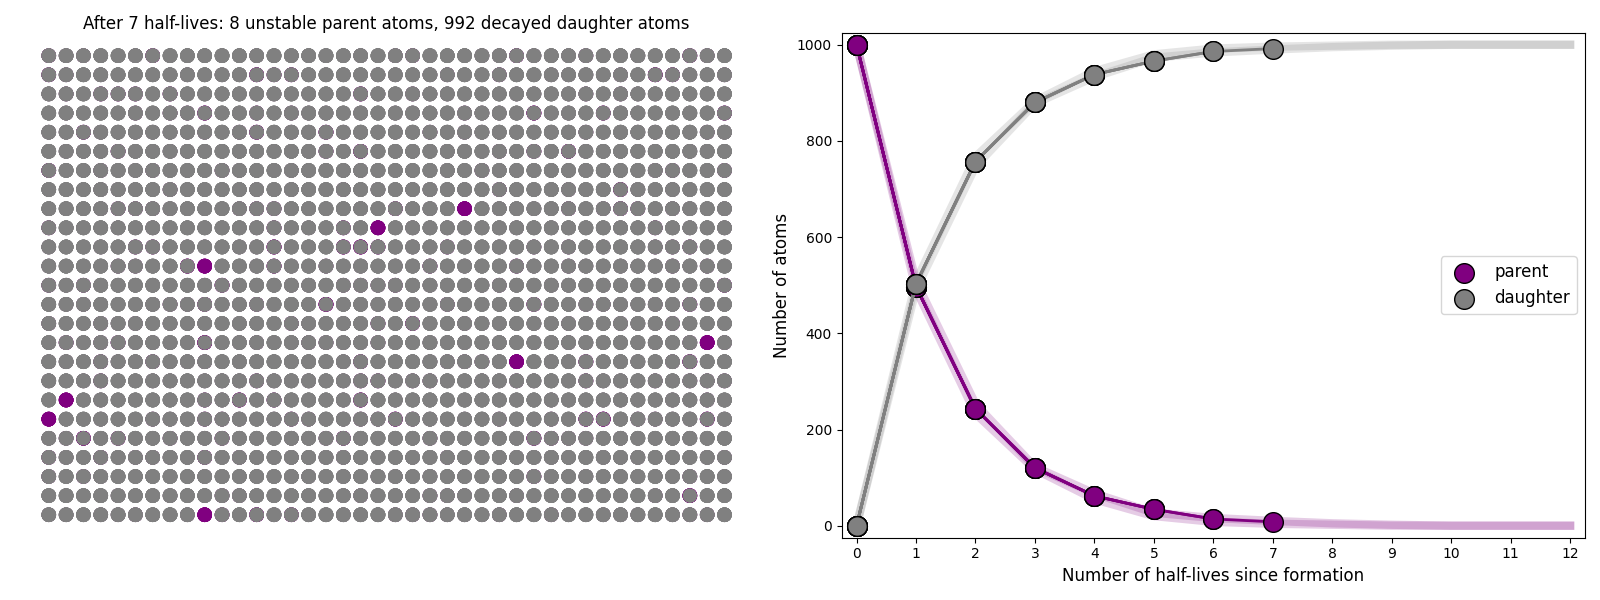 After 7 half-lives: 8 unstable parent atoms, 992 decayed daughter atoms
Number of atoms
1000
800
600
400
200
0
0 1 2 3 4 5 6 7 8 9 10 11 12
Number of half-lives since formation
parent
daughter